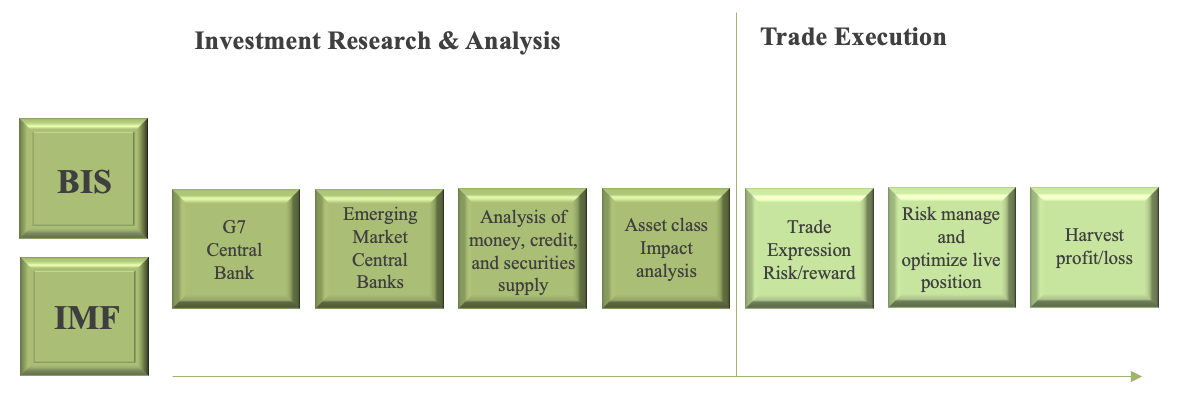 Investment Research & Analysis
Trade Execution
BIS
IMF
G7
Central
Bank
Emerging
Market
Central
Banks
Analysis of
money, credit,
and securities
supply
Asset class
Impact
analysis
Trade
Expression
Risk/reward
Risk manage
and
optimize live
position
Harvest
profit/loss